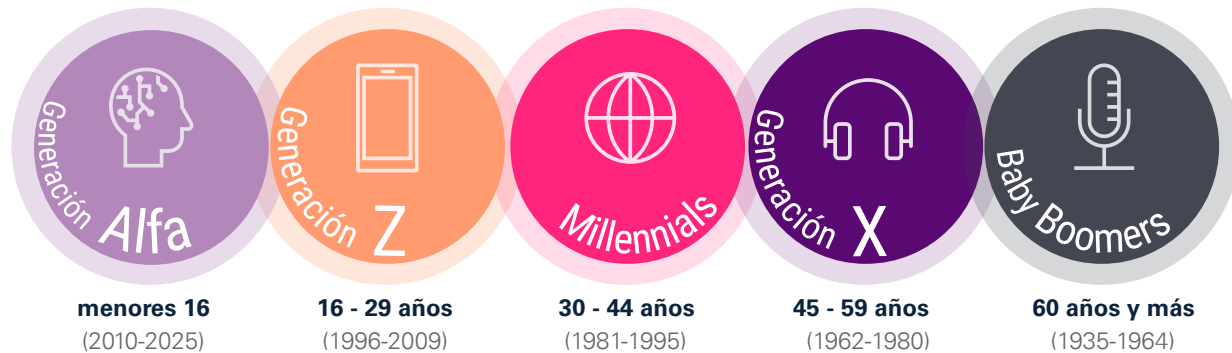 Generación Alfa
menores 16
(2010-2025)
Generación Z
16 - 29 años
(1996-2009)
Millennials
30 - 44 años
(1981-1995)
Generación X
45 - 59 años
(1962-1980)
Baby Boomers
60 años y más
(1935-1964)